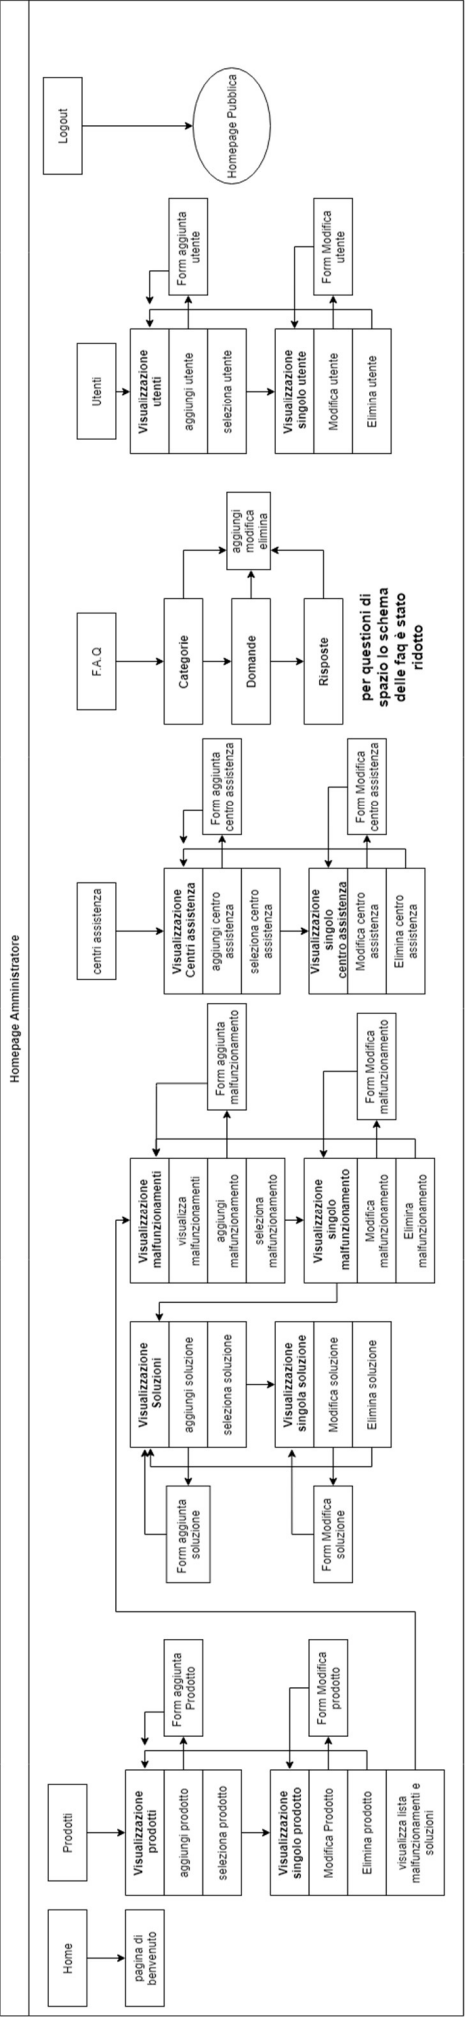 Homepage Amministratore
Home
pagina di
benvenuto
Prodotti
Visualizzazione
prodotti
aggiungi prodotto
seleziona prodotto
Form aggiunta
Prodotto
Visualizzazione
singolo prodotto
Modifica Prodotto
Elimina prodotto
visualizza lista
malfunzionamenti e
soluzioni
Form Modifica
prodotto
Form aggiunta
soluzione
Visualizzazione
Soluzioni
aggiungi soluzione
seleziona soluzione
Form Modifica
soluzione
Visualizzazione
singola soluzione
Modifica soluzione
Elimina soluzione
Visualizzazione
malfunzionamenti
visualizza
malfunzionamenti
aggiungi
malfunzionamento
seleziona
malfunzionamento
Form aggiunta
malfunzionamento
Visualizzazione
singolo
malfunzionamento
Modifica
malfunzionamento
Elimina
malfunzionamento
Form Modifica
malfunzionamento
centri assistenza
Visualizzazione
Centri assistenza
aggiungi centro
assistenza
seleziona centro
assistenza
Form aggiunta
centro assistenza
Visualizzazione
singolo
centro assistenza
Modifica centro
assistenza
Elimina centro
assistenza
Form Modifica
centro assistenza
F.A.Q
Categorie
Domande
Risposte
aggiungi
modifica
elimina
per questioni di
spazio lo schema
delle faq è stato
ridotto
Utenti
Visualizzazione
utenti
aggiungi utente
seleziona utente
Form aggiunta
utente
Visualizzazione
singolo utente
Modifica utente
Elimina utente
Form Modifica
utente
Logout
Homepage Pubblica